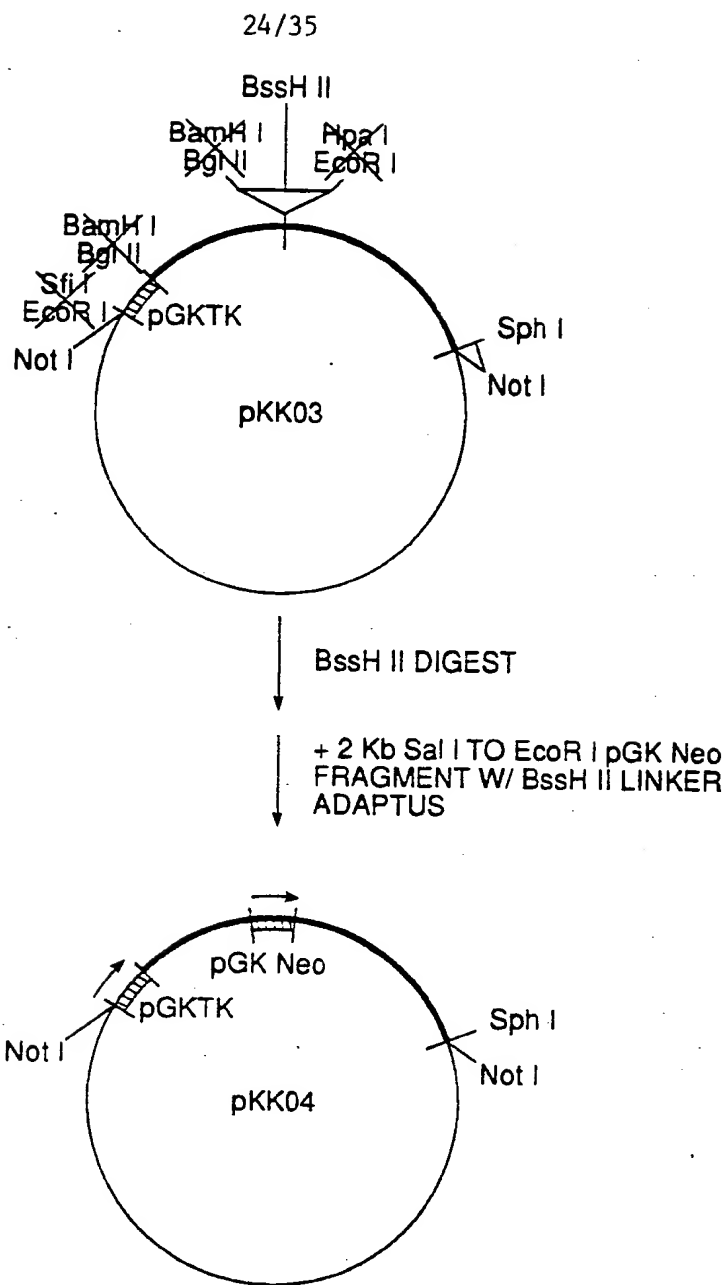 24/35
BssH II
BamH I
Bgl II
Hpa I
EcoR I
BamH I
Bgl II
Sfi I
EcoR I
pGKTK
Not I
Sph I
Not I
pKK03
BssH II DIGEST
+ 2 Kb Sal I TO EcoR I pGK Neo
FRAGMENT W/ BssH II LINKER
ADAPTUS
pGK Neo
pGKTK
Not I
Sph I
Not I
pKK04